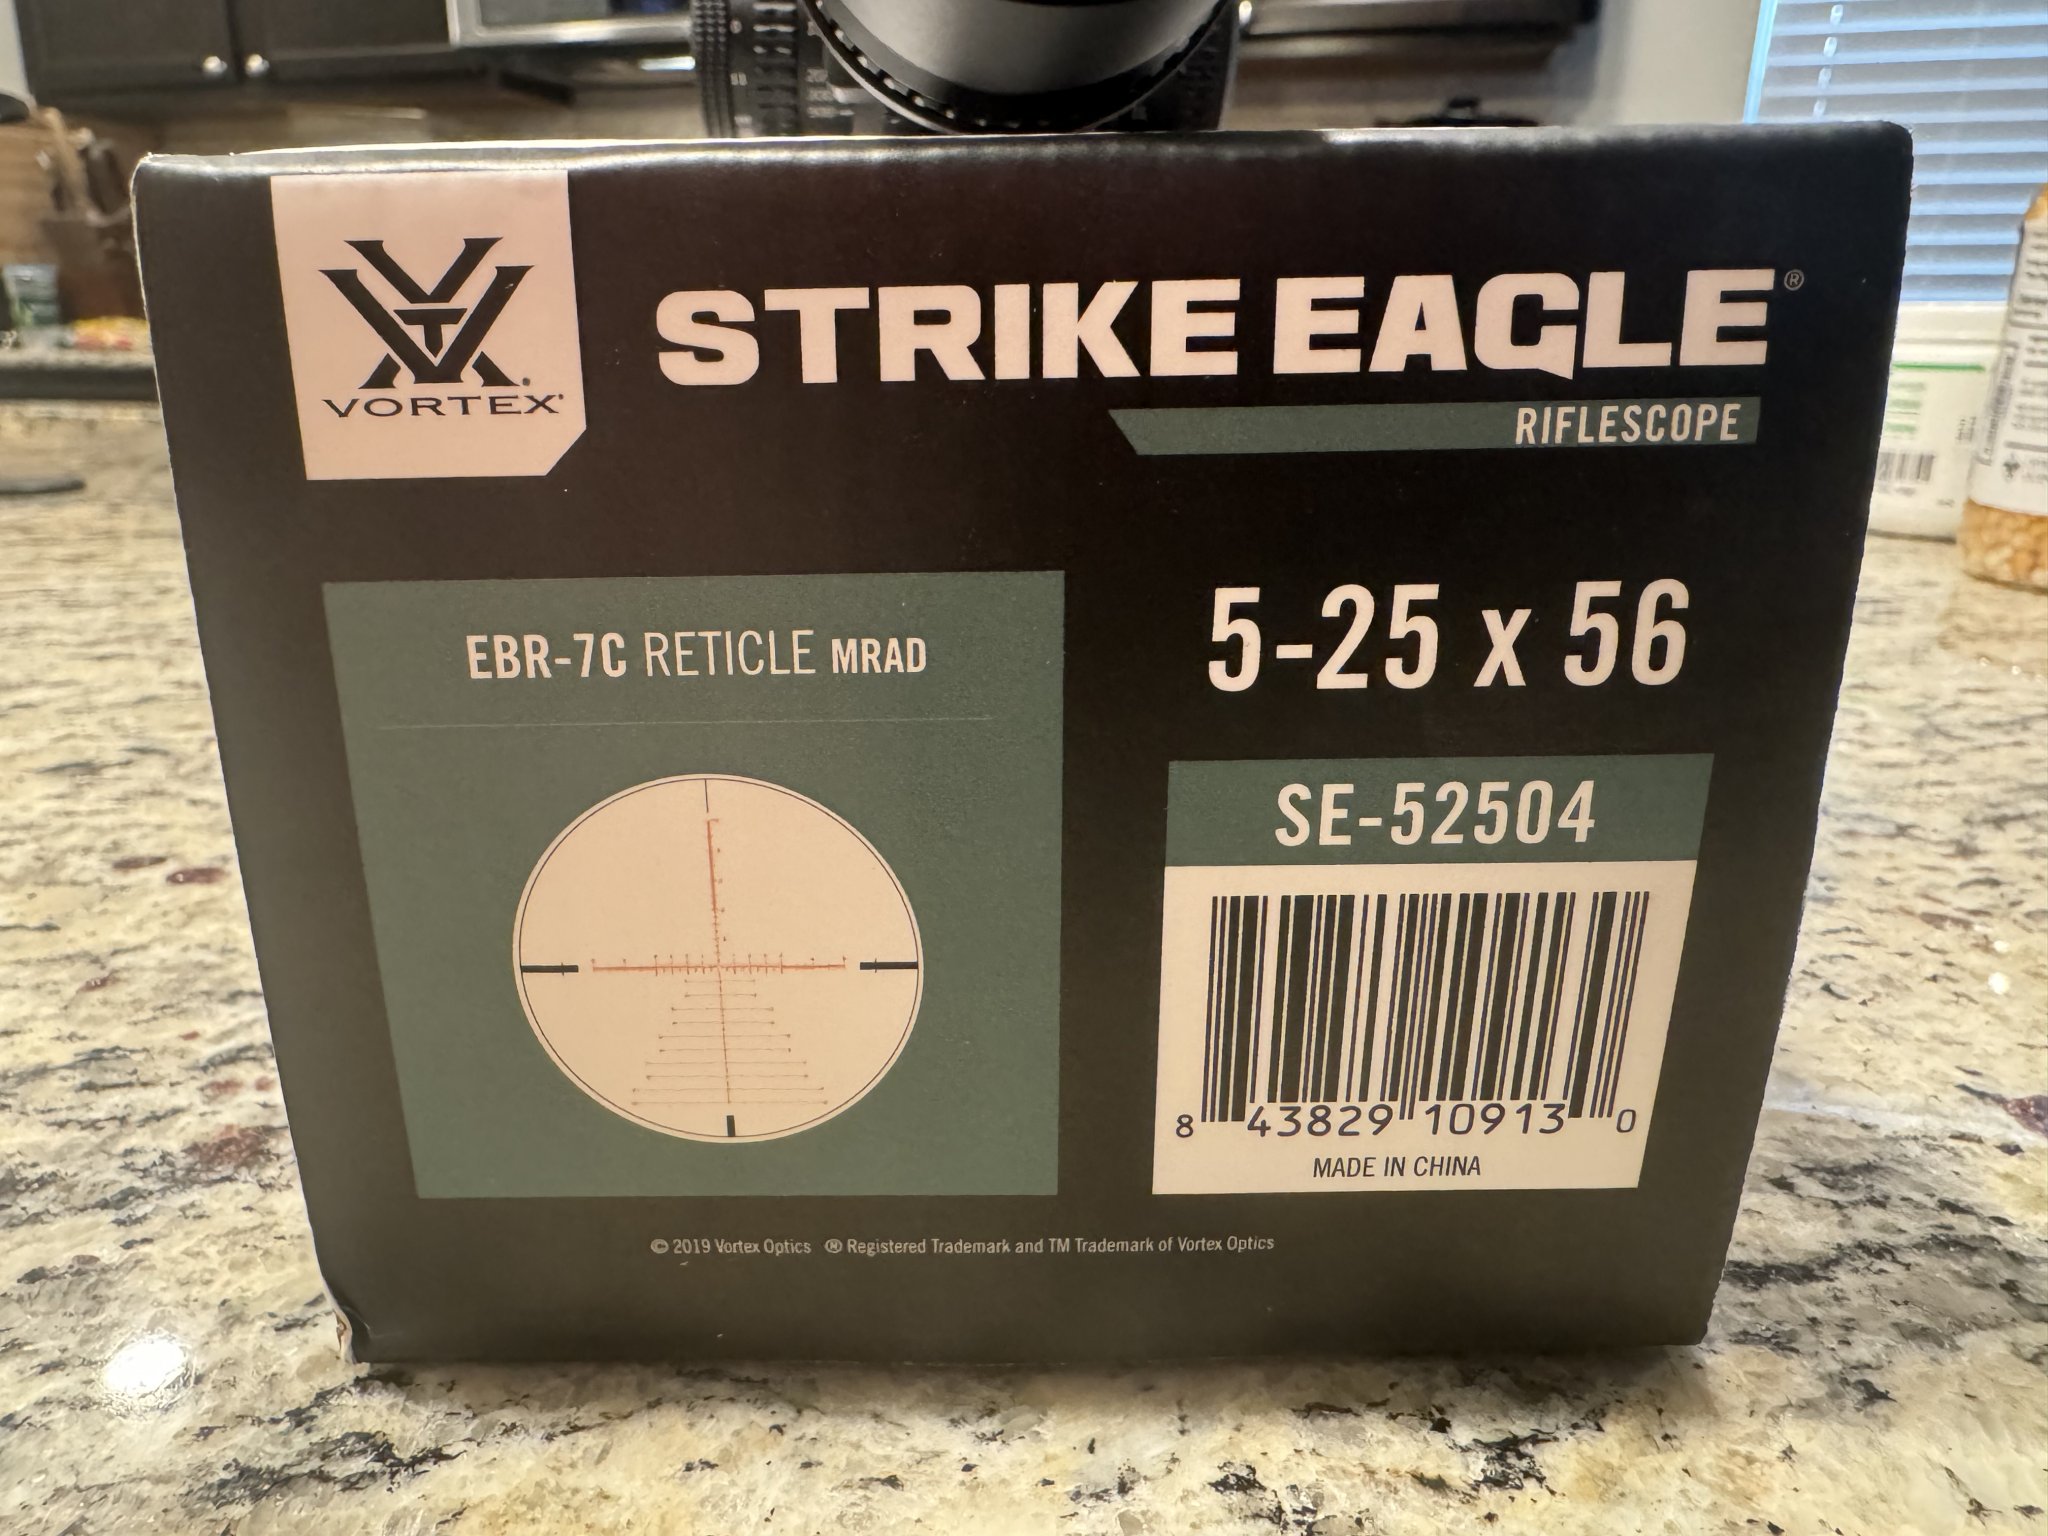 VORTEX
STRIKE EAGLE®
RIFLESCOPE
EBR-7C RETICLE MRAD
5-25 x 56
SE-52504
8 43829 10913 0
MADE IN CHINA
© 2019 Vortex Optics ® Registered Trademark and TM Trademark of Vortex Optics